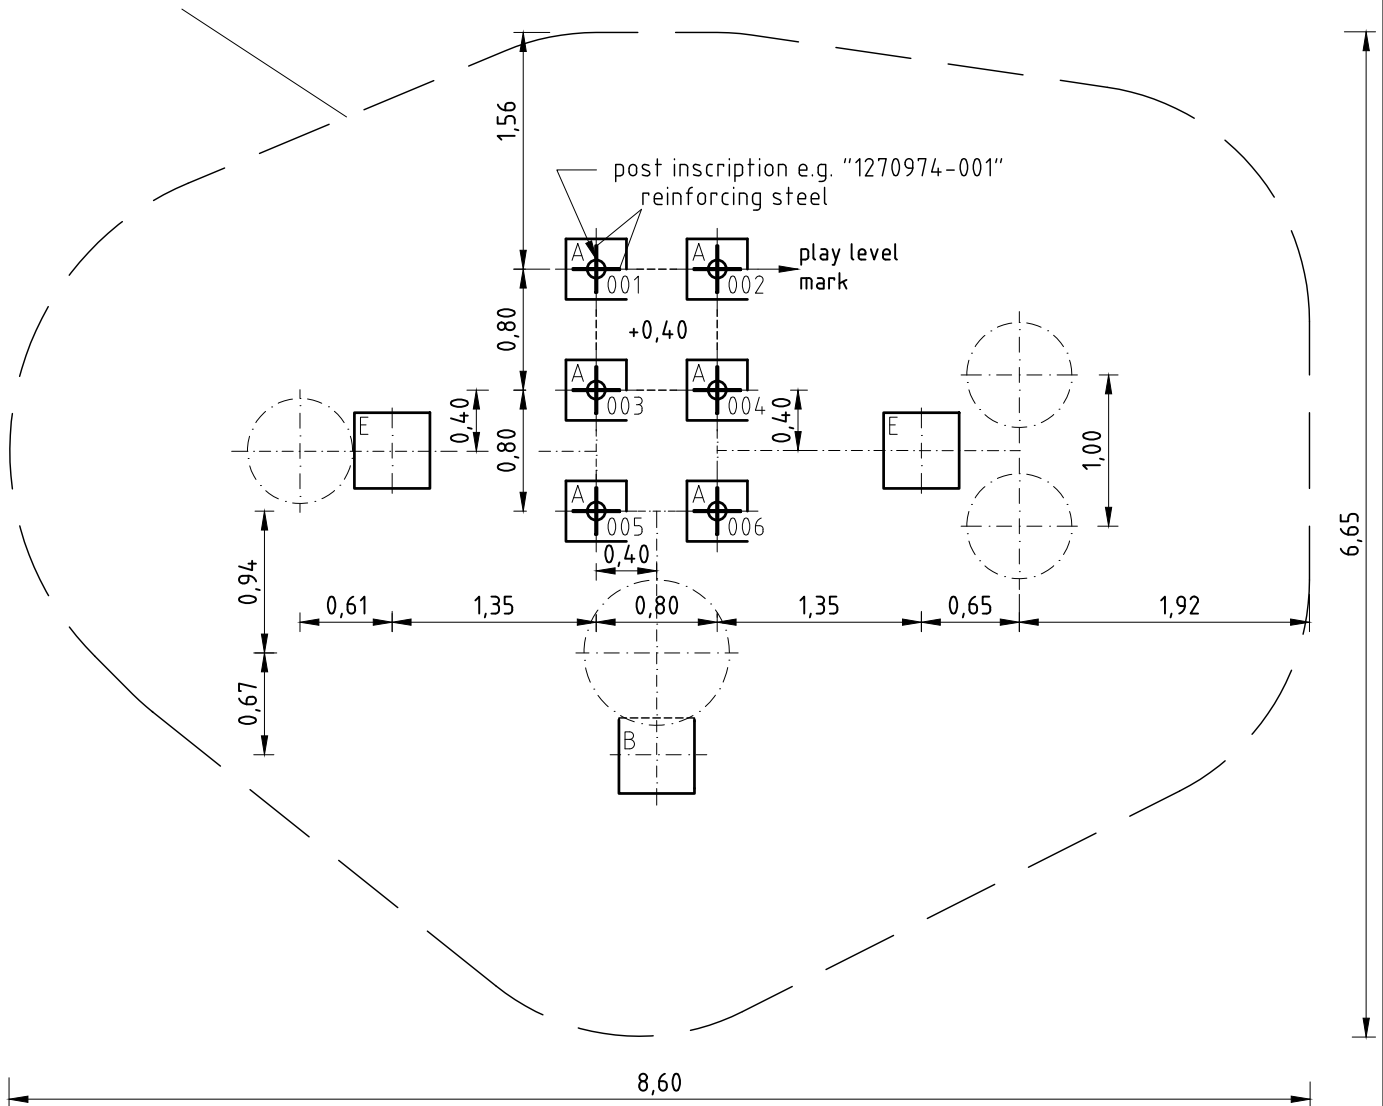 1,56
post inscription e.g. "1270974-001"
reinforcing steel
A
A
play level
mark
001
002
0,80
+0,40
A
A
003
004
0,40
0,80
0,40
E
E
1,00
A
A
005
006
6,65
0,40
0,94
0,61
1,35
0,80
1,35
0,65
1,92
0,67
B
8,60